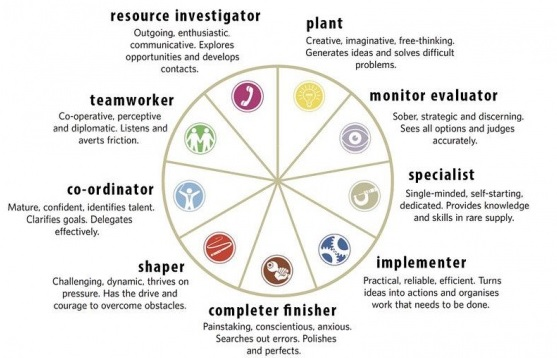 resource investigator
Outgoing, enthusiastic.
communicative. Explores
opportunities and develops
contacts.
plant
Creative, imaginative, free-thinking.
Generates ideas and solves difficult
problems.
teamworker
Co-operative, perceptive
and diplomatic. Listens and
averts friction.
monitor evaluator
Sober, strategic and discerning.
Sees all options and judges
accurately.
co-ordinator
Mature, confident, identifies talent.
Clarifies goals. Delegates
effectively.
specialist
Single-minded, self-starting,
dedicated. Provides knowledge
and skills in rare supply.
shaper
Challenging, dynamic, thrives on
pressure. Has the drive and
courage to overcome obstacles.
implementer
Practical, reliable, efficient. Turns
ideas into actions and organises
work that needs to be done.
completer finisher
Painstaking, conscientious, anxious.
Searches out errors. Polishes
and perfects.